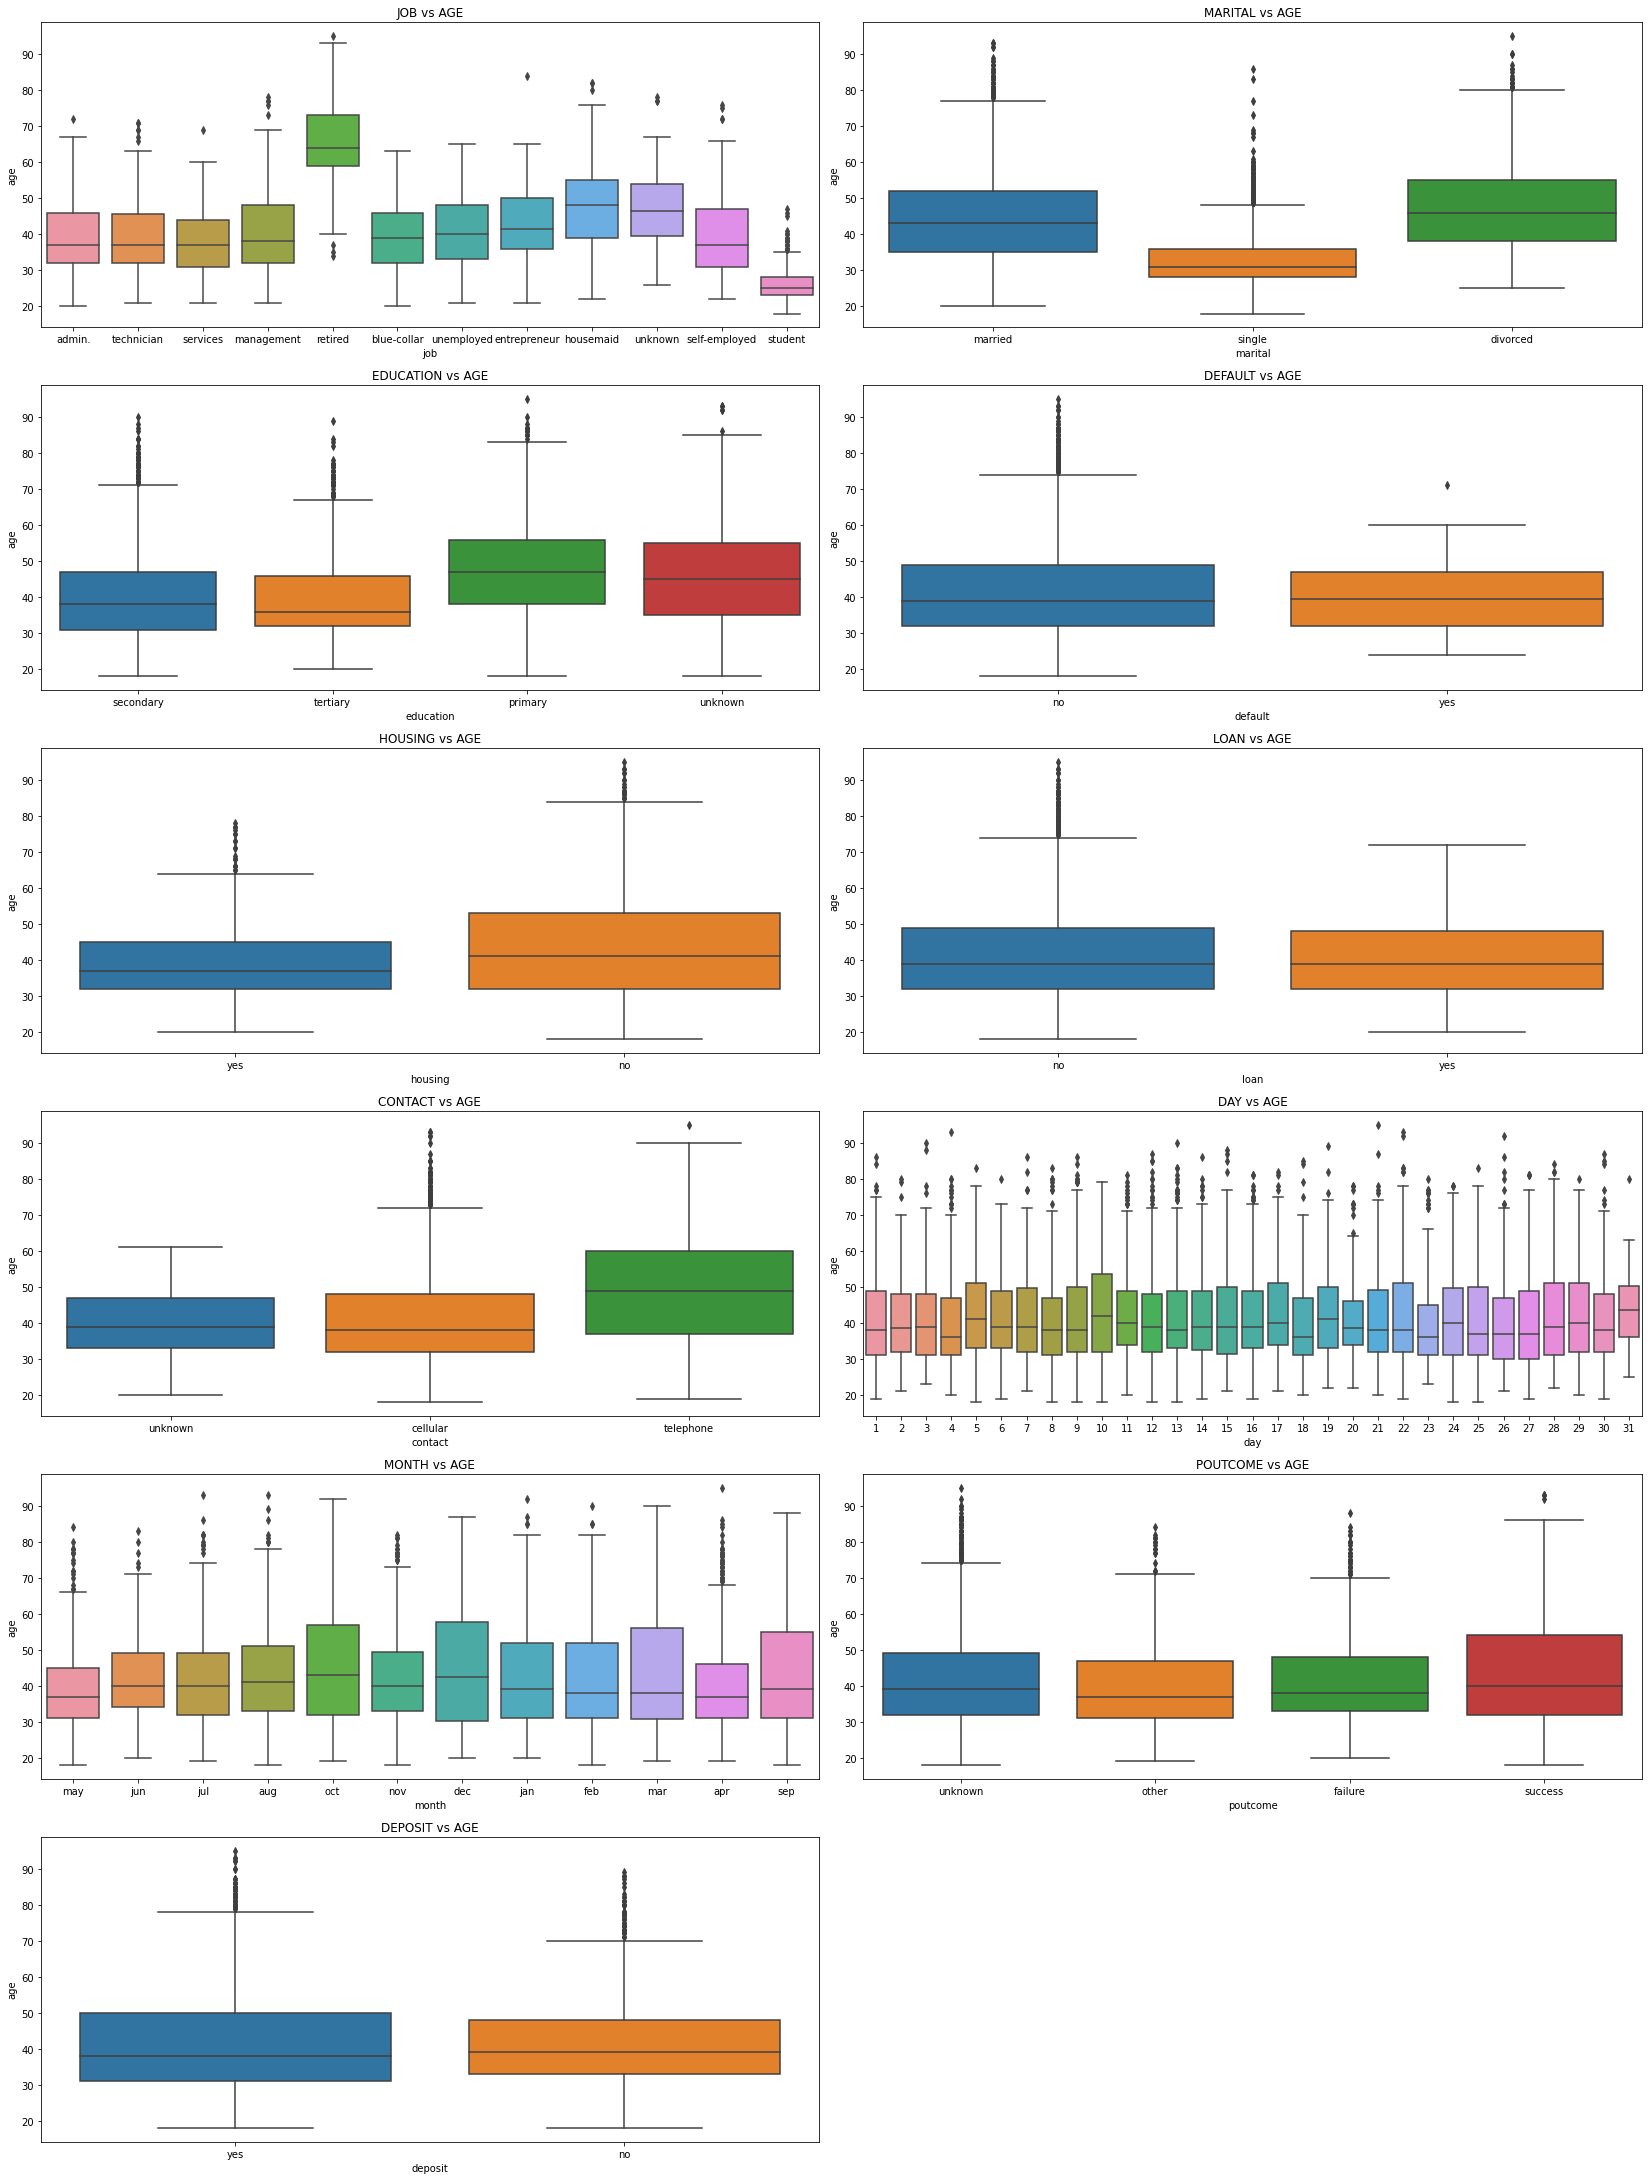 JOB vs AGE
age
90
80
70
60
50
40
30
20
admin. technician services management retired blue-collar unemployed entrepreneur housemaid unknown self-employed student
job
MARITAL vs AGE
age
90
80
70
60
50
40
30
20
married single divorced
marital
EDUCATION vs AGE
age
90
80
70
60
50
40
30
20
secondary tertiary primary unknown
education
DEFAULT vs AGE
age
90
80
70
60
50
40
30
20
no yes
default
HOUSING vs AGE
age
90
80
70
60
50
40
30
20
yes no
housing
LOAN vs AGE
age
90
80
70
60
50
40
30
20
no yes
loan
CONTACT vs AGE
age
90
80
70
60
50
40
30
20
unknown cellular telephone
contact
DAY vs AGE
age
90
80
70
60
50
40
30
20
1 2 3 4 5 6 7 8 9 10 11 12 13 14 15 16 17 18 19 20 21 22 23 24 25 26 27 28 29 30 31
day
MONTH vs AGE
age
90
80
70
60
50
40
30
20
may jun jul aug oct nov dec jan feb mar apr sep
month
POUTCOME vs AGE
age
90
80
70
60
50
40
30
20
unknown other failure success
poutcome
DEPOSIT vs AGE
age
90
80
70
60
50
40
30
20
yes no
deposit